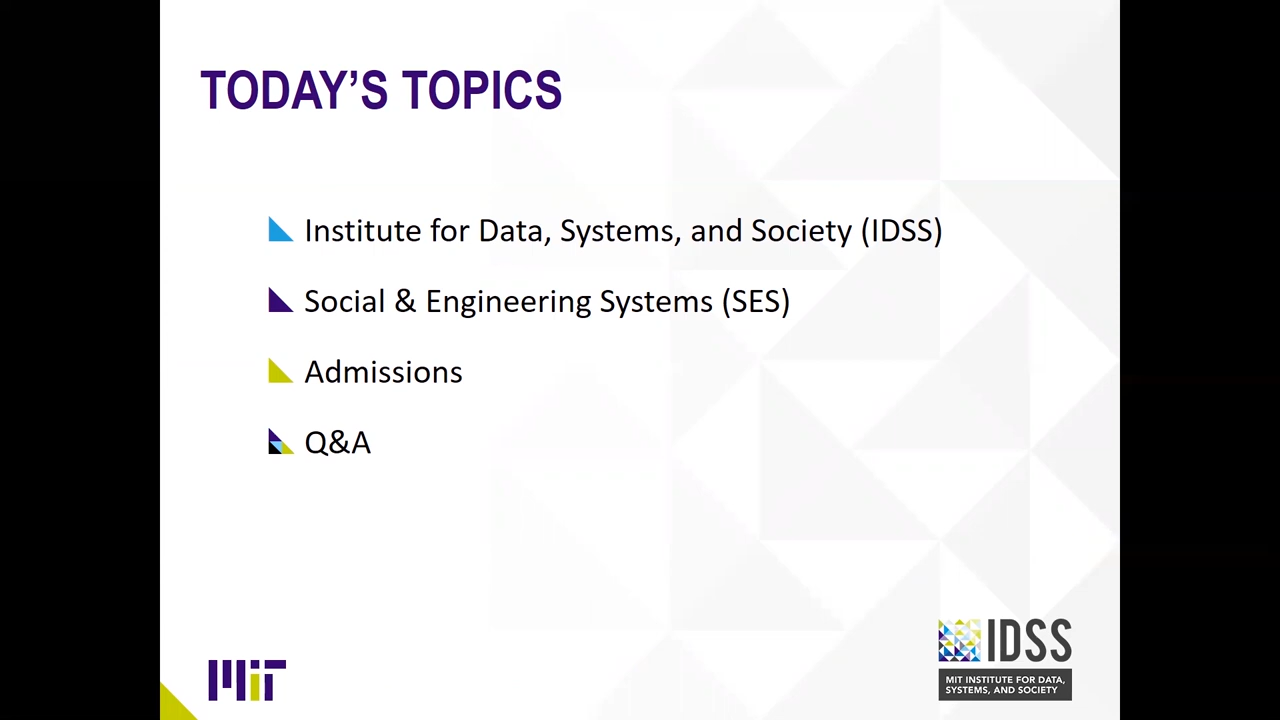 TODAY'S TOPICS
Institute for Data, Systems, and Society (IDSS)
Social & Engineering Systems (SES)
Admissions
Q&A
MIT
IDSS
MIT INSTITUTE FOR DATA,
SYSTEMS, AND SOCIETY